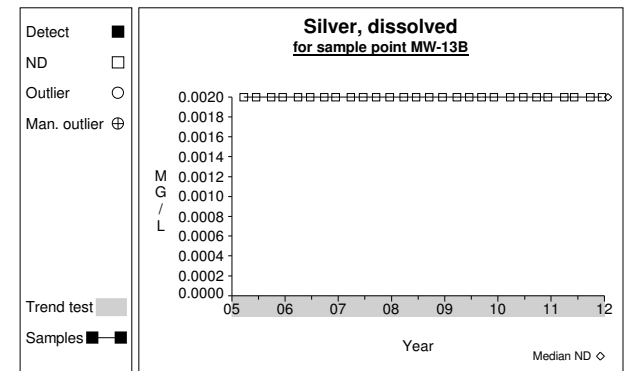 Detect
ND
Outlier
Man. outlier
Trend test
Samples
Silver, dissolved
for sample point MW-13B
0.0020
0.0018
0.0016
0.0014
0.0012
0.0010
0.0008
0.0006
0.0004
0.0002
0.0000
M
G
/
L
05 06 07 08 09 10 11 12
Year
Median ND